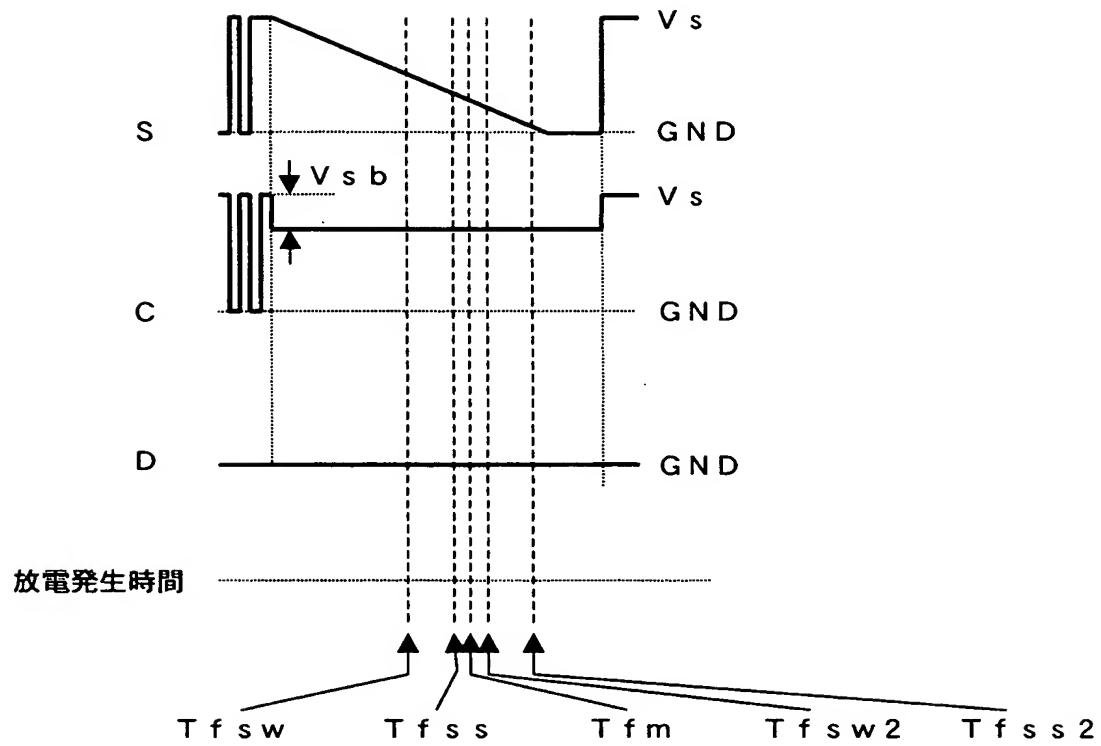 Vs
S
GND
Vsb
Vs
C
GND
D
GND
放電発生時間
Tfsw
Tfss
Tfm
Tfsw2
Tfss2